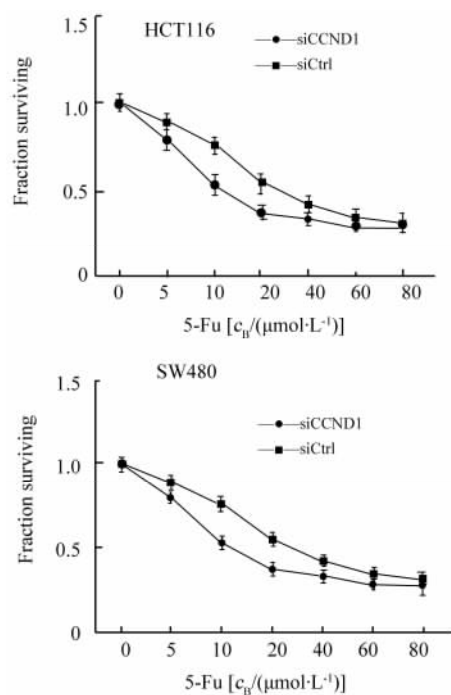 HCT116
siCCND1
siCtrl
Fraction surviving
1.5
1.0
0.5
0
0 5 10 20 40 60 80
5-Fu [c_B/(μmol·L⁻¹)]
SW480
siCCND1
siCtrl
Fraction surviving
1.5
1.0
0.5
0
0 5 10 20 40 60 80
5-Fu [c_B/(μmol·L⁻¹)]